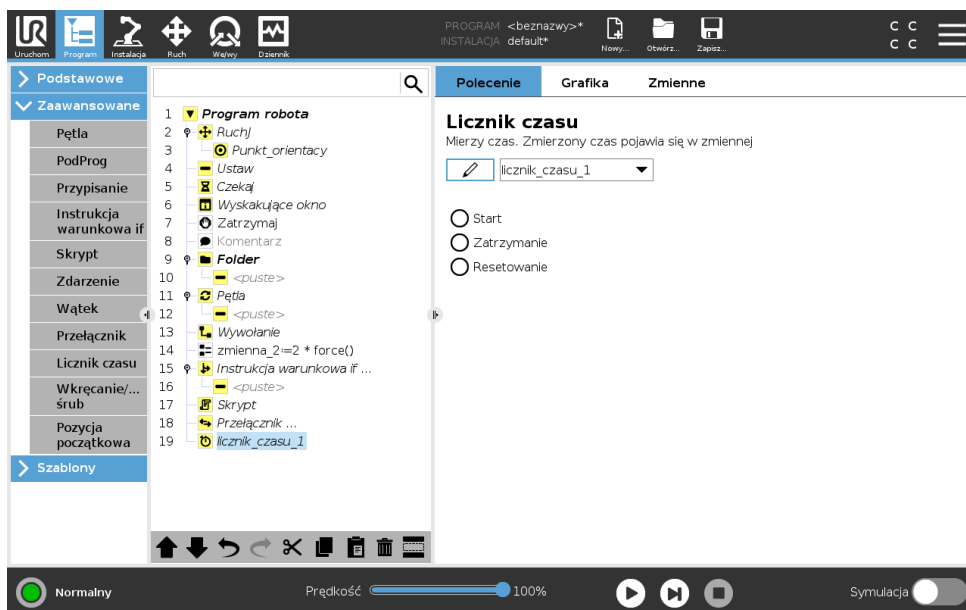 PROGRAM <beznazwy>*
INSTALACJA default*
Uruchom Program Instalacja Ruch We/wy Dziennik Nowy... Otwórz... Zapisz...
C C
C C
Podstawowe
Zaawansowane
Pętla
PodProg
Przypisanie
Instrukcja
warunkowa if
Skrypt
Zdarzenie
Wątek
Przełącznik
Licznik czasu
Wkręcanie/...
śrub
Pozycja
początkowa
Szablony
1 Program robota
2 RuchJ
3 Punkt_orientacy
4 Ustaw
5 Czekaj
6 Wyskakujące okno
7 Zatrzymaj
8 Komentarz
9 Folder
10 <puste>
11 Pętla
12 <puste>
13 Wywołanie
14 zmienna_2≔2 * force()
15 Instrukcja warunkowa if ...
16 <puste>
17 Skrypt
18 Przełącznik ...
19 licznik_czasu_1
Polecenie Grafika Zmienne
Licznik czasu
Mierzy czas. Zmierzony czas pojawia się w zmiennej
licznik_czasu_1
Start
Zatrzymanie
Resetowanie
Normalny Prędkość 100% Symulacja